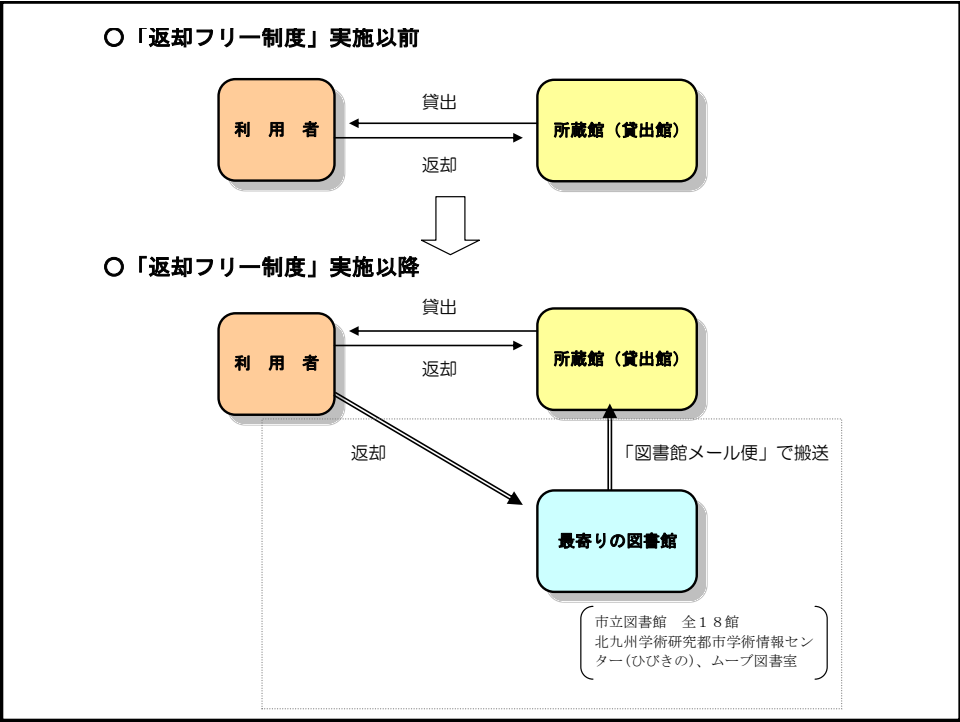 ○「返却フリー制度」実施以前
貸出
利　用　者
所蔵館（貸出館）
返却
○「返却フリー制度」実施以降
貸出
利　用　者
所蔵館（貸出館）
返却
返却
「図書館メール便」で搬送
最寄りの図書館
市立図書館　全１８館
北九州学術研究都市学術情報セン
ター(ひびきの)、ムーブ図書室